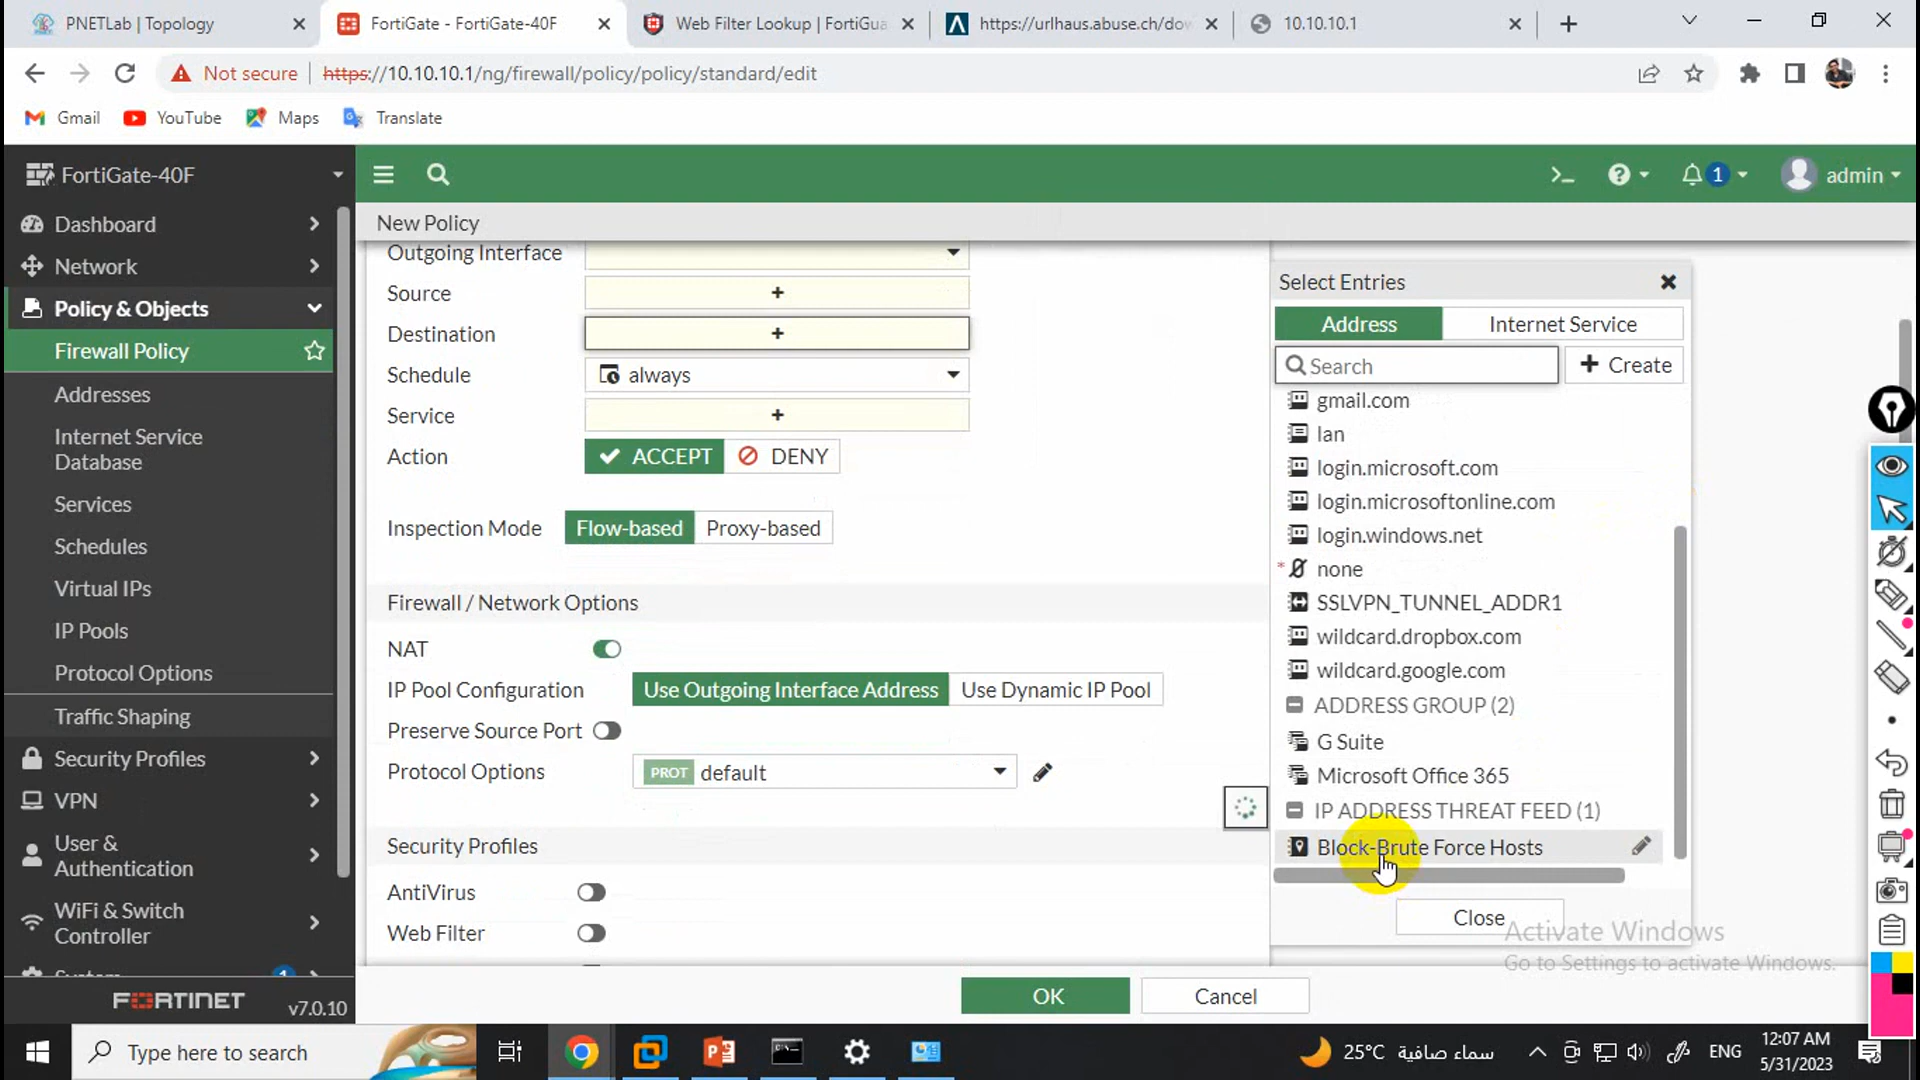 PNETLab | Topology
FortiGate - FortiGate-40F
Web Filter Lookup | FortiGua
https://urlhaus.abuse.ch/dow
10.10.10.1
Not secure
https://10.10.10.1/ng/firewall/policy/policy/standard/edit
Gmail
YouTube
Maps
Translate
FortiGate-40F
1
admin
Dashboard
Network
Policy & Objects
Firewall Policy
Addresses
Internet Service
Database
Services
Schedules
Virtual IPs
IP Pools
Protocol Options
Traffic Shaping
Security Profiles
VPN
User &
Authentication
WiFi & Switch
Controller
System
1
FORTINET
v7.0.10
New Policy
Outgoing Interface
Source
Destination
Schedule
always
Service
Action
ACCEPT
DENY
Inspection Mode
Flow-based
Proxy-based
Firewall / Network Options
NAT
IP Pool Configuration
Use Outgoing Interface Address
Use Dynamic IP Pool
Preserve Source Port
Protocol Options
PROT
default
Security Profiles
AntiVirus
Web Filter
OK
Cancel
Select Entries
Address
Internet Service
Search
Create
gmail.com
lan
login.microsoft.com
login.microsoftonline.com
login.windows.net
none
SSLVPN_TUNNEL_ADDR1
wildcard.dropbox.com
wildcard.google.com
ADDRESS GROUP (2)
G Suite
Microsoft Office 365
IP ADDRESS THREAT FEED (1)
Block-Brute Force Hosts
Close
Activate Windows
Go to Settings to activate Windows.
Type here to search
25°C
سماء صافية
ENG
12:07 AM
5/31/2023